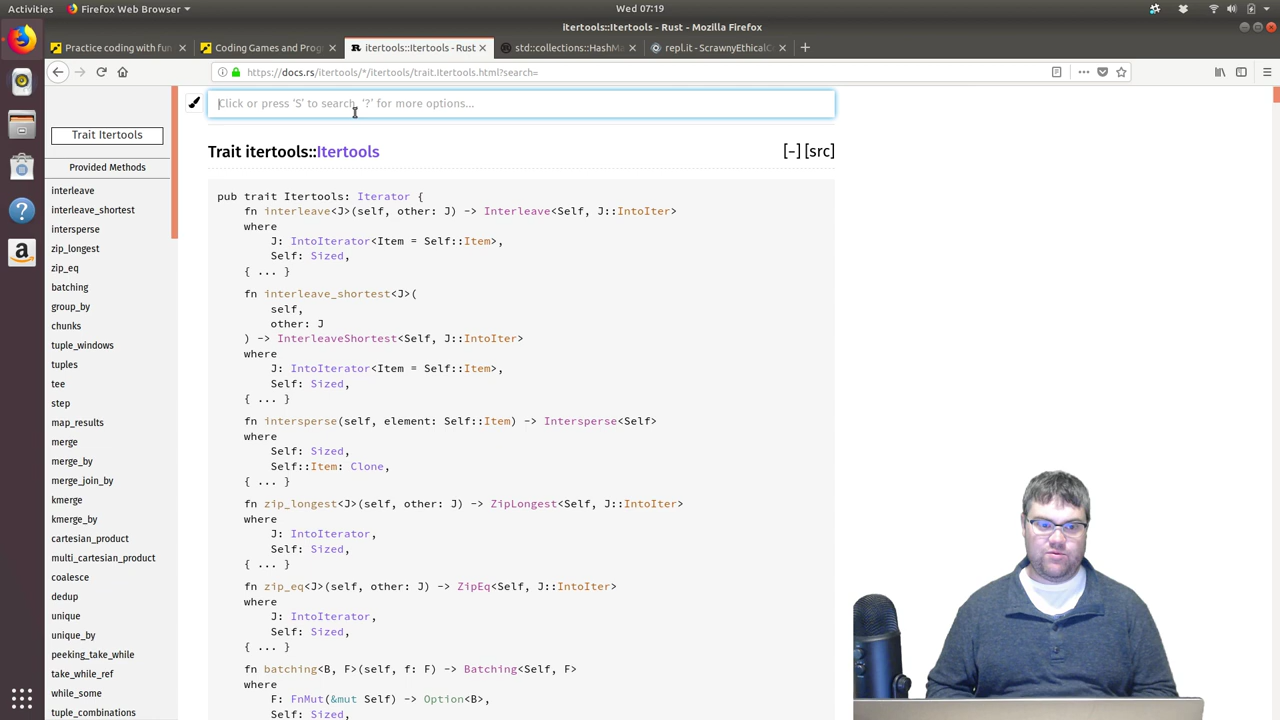 Activities Firefox Web Browser Wed 07:19
itertools::Itertools - Rust - Mozilla Firefox
Practice coding with fun Coding Games and Prog itertools::Itertools - Rust std::collections::HashM repl.it - ScrawnyEthicalC
https://docs.rs/itertools/*/itertools/trait.Itertools.html?search=
Click or press 'S' to search, '?' for more options...
Trait Itertools
Provided Methods
interleave
interleave_shortest
intersperse
zip_longest
zip_eq
batching
group_by
chunks
tuple_windows
tuples
tee
step
map_results
merge
merge_by
merge_join_by
kmerge
kmerge_by
cartesian_product
multi_cartesian_product
coalesce
dedup
unique
unique_by
peeking_take_while
take_while_ref
while_some
tuple_combinations
Trait itertools::Itertools [-] [src]
pub trait Itertools: Iterator {
fn interleave<J>(self, other: J) -> Interleave<Self, J::IntoIter>
where
J: IntoIterator<Item = Self::Item>,
Self: Sized,
{ ... }
fn interleave_shortest<J>(
self,
other: J
) -> InterleaveShortest<Self, J::IntoIter>
where
J: IntoIterator<Item = Self::Item>,
Self: Sized,
{ ... }
fn intersperse(self, element: Self::Item) -> Intersperse<Self>
where
Self: Sized,
Self::Item: Clone,
{ ... }
fn zip_longest<J>(self, other: J) -> ZipLongest<Self, J::IntoIter>
where
J: IntoIterator,
Self: Sized,
{ ... }
fn zip_eq<J>(self, other: J) -> ZipEq<Self, J::IntoIter>
where
J: IntoIterator,
Self: Sized,
{ ... }
fn batching<B, F>(self, f: F) -> Batching<Self, F>
where
F: FnMut(&mut Self) -> Option<B>,
Self: Sized,